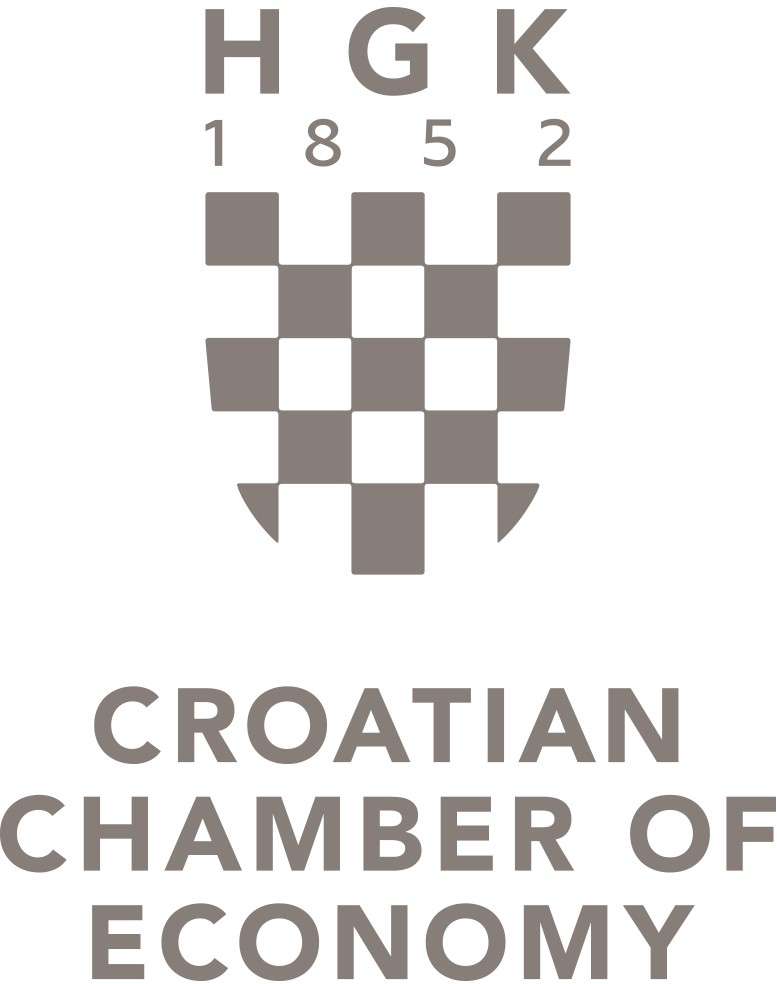 HGK
1852
CROATIAN
CHAMBER OF
ECONOMY